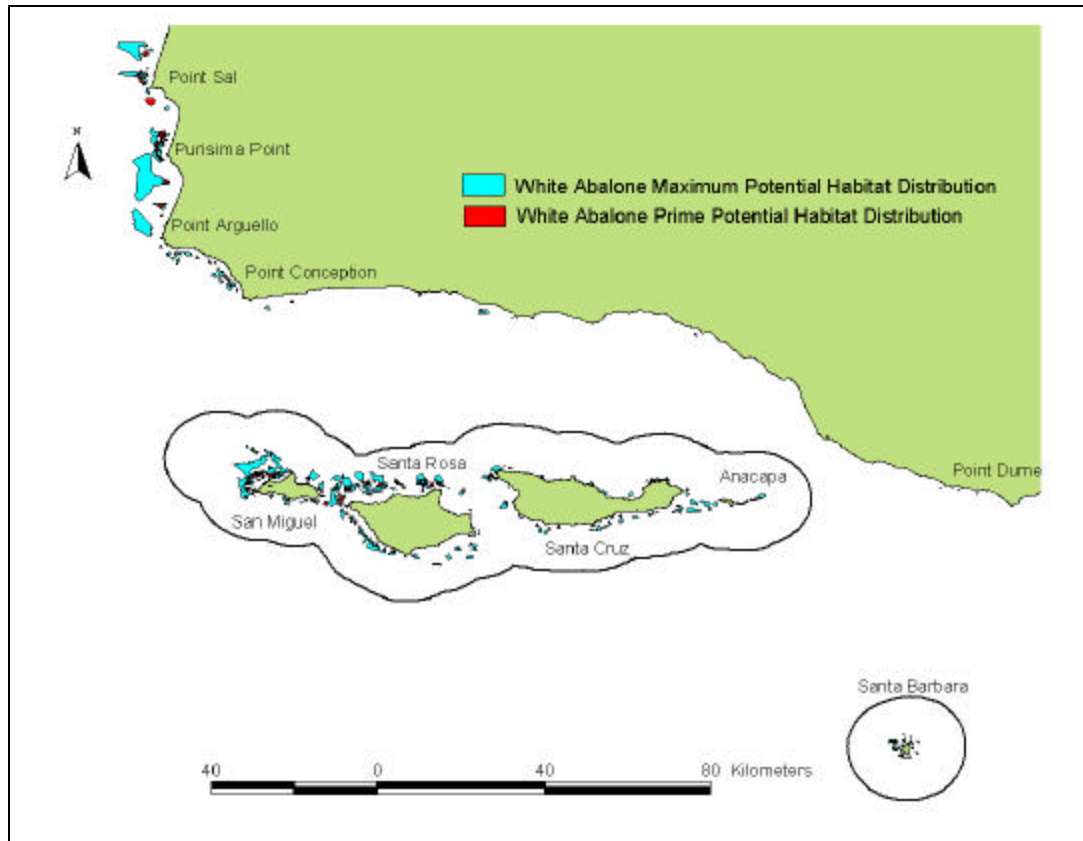 Point Sal
N
Purisima Point
White Abalone Maximum Potential Habitat Distribution
White Abalone Prime Potential Habitat Distribution
Point Arguello
Point Conception
Santa Rosa
Anacapa
Point Dume
San Miguel
Santa Cruz
Santa Barbara
40 0 40 80 Kilometers